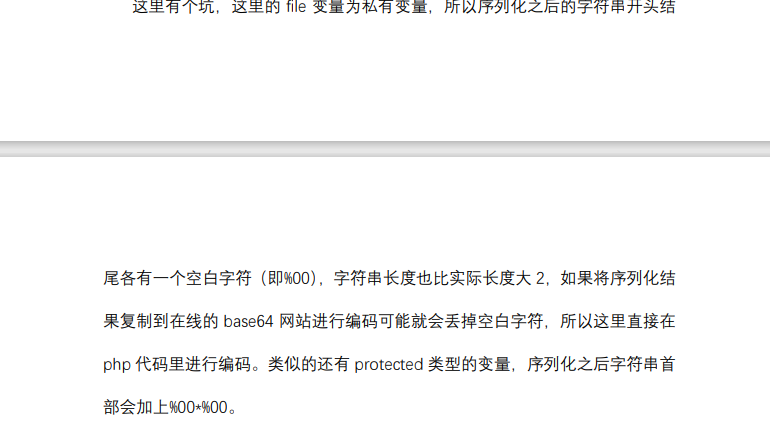 这里有个坑，这里的 file 变量为私有变量，所以序列化之后的字符串开头结
尾各有一个空白字符（即%00），字符串长度也比实际长度大 2，如果将序列化结
果复制到在线的 base64 网站进行编码可能就会丢掉空白字符，所以这里直接在
php 代码里进行编码。类似的还有 protected 类型的变量，序列化之后字符串首
部会加上%00*%00。